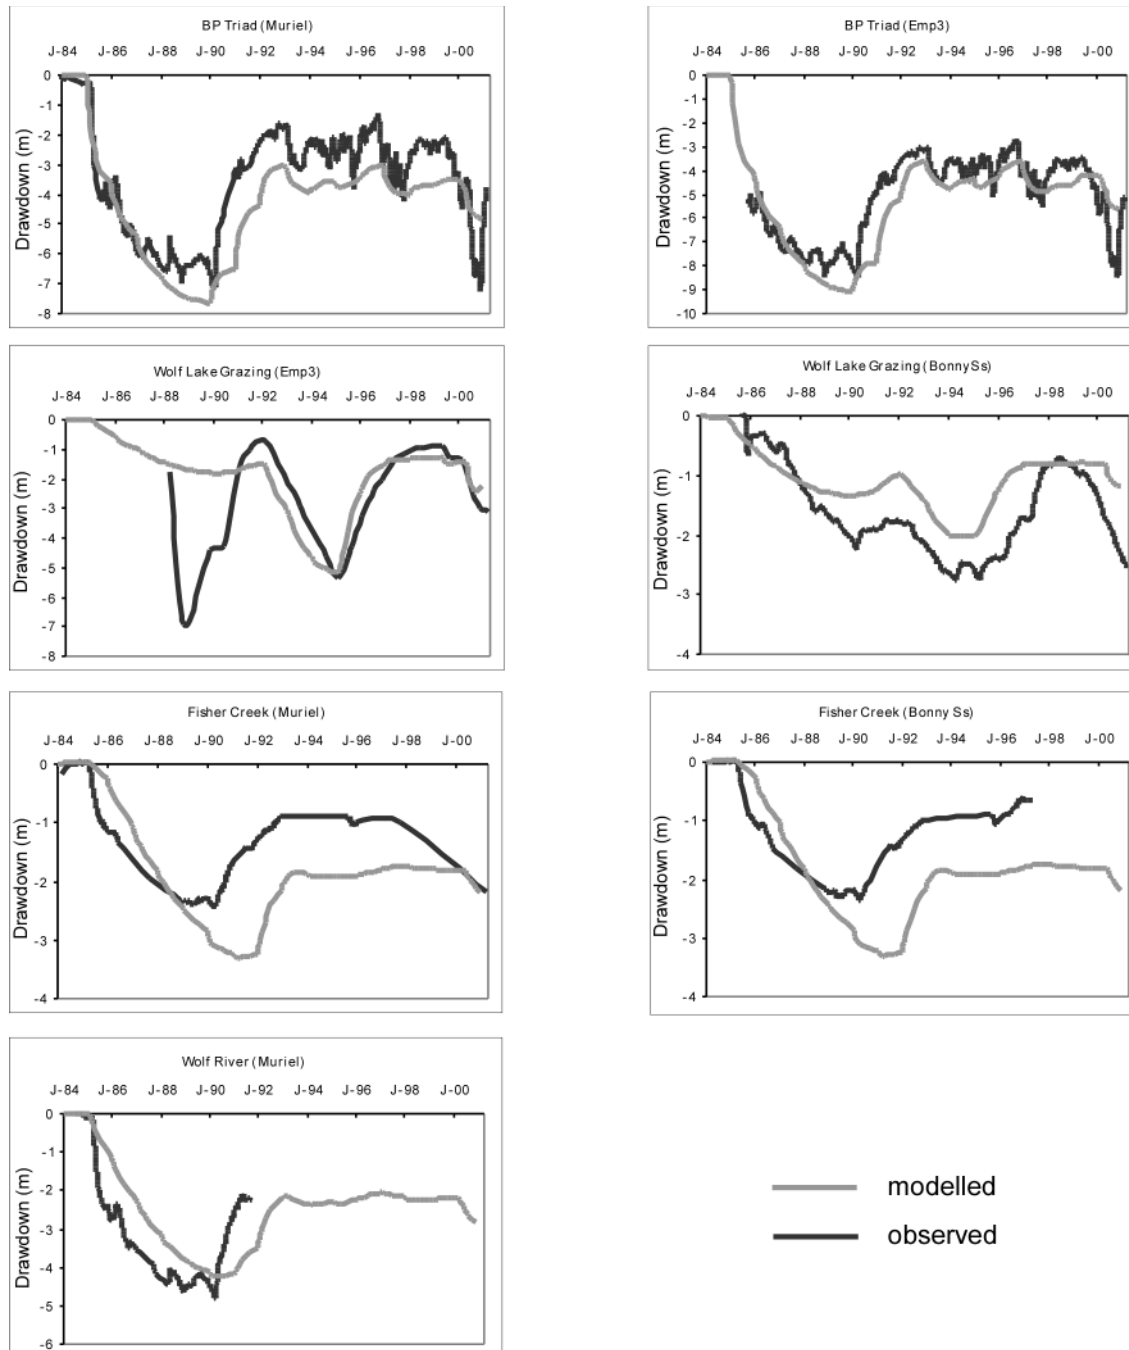 BP Triad (Muriel)
J-84 J-86 J-88 J-90 J-92 J-94 J-96 J-98 J-00
0
-1
-2
-3
-4
-5
-6
-7
-8
Drawdown (m)
BP Triad (Emp3)
J-84 J-86 J-88 J-90 J-92 J-94 J-96 J-98 J-00
0
-1
-2
-3
-4
-5
-6
-7
-8
-9
-10
Drawdown (m)
Wolf Lake Grazing (Emp3)
J-84 J-86 J-88 J-90 J-92 J-94 J-96 J-98 J-00
0
-1
-2
-3
-4
-5
-6
-7
-8
Drawdown (m)
Wolf Lake Grazing (BonnySs)
J-84 J-86 J-88 J-90 J-92 J-94 J-96 J-98 J-00
0
-1
-2
-3
-4
Drawdown (m)
Fisher Creek (Muriel)
J-84 J-86 J-88 J-90 J-92 J-94 J-96 J-98 J-00
0
-1
-2
-3
-4
Drawdown (m)
Fisher Creek (Bonny Ss)
J-84 J-86 J-88 J-90 J-92 J-94 J-96 J-98 J-00
0
-1
-2
-3
-4
Drawdown (m)
Wolf River (Muriel)
J-84 J-86 J-88 J-90 J-92 J-94 J-96 J-98 J-00
0
-1
-2
-3
-4
-5
-6
Drawdown (m)
modelled
observed